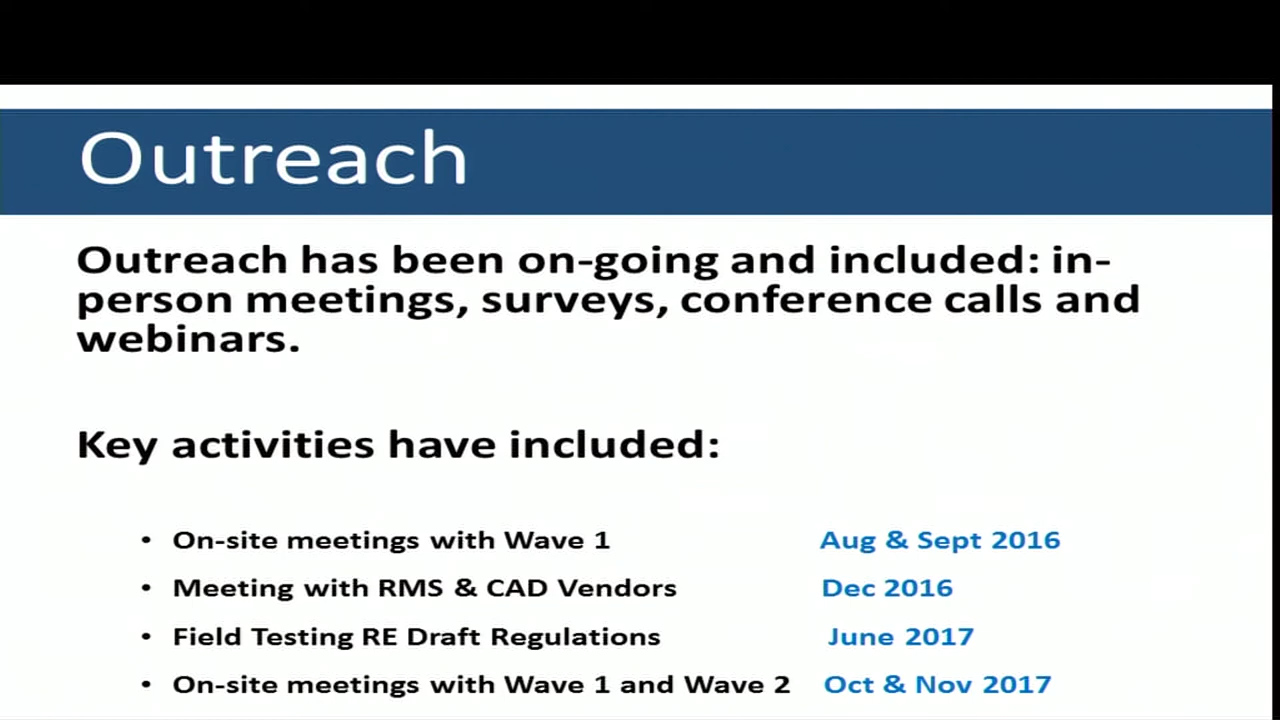 Outreach
Outreach has been on-going and included: in-
person meetings, surveys, conference calls and
webinars.
Key activities have included:
• On-site meetings with Wave 1 Aug & Sept 2016
• Meeting with RMS & CAD Vendors Dec 2016
• Field Testing RE Draft Regulations June 2017
• On-site meetings with Wave 1 and Wave 2 Oct & Nov 2017